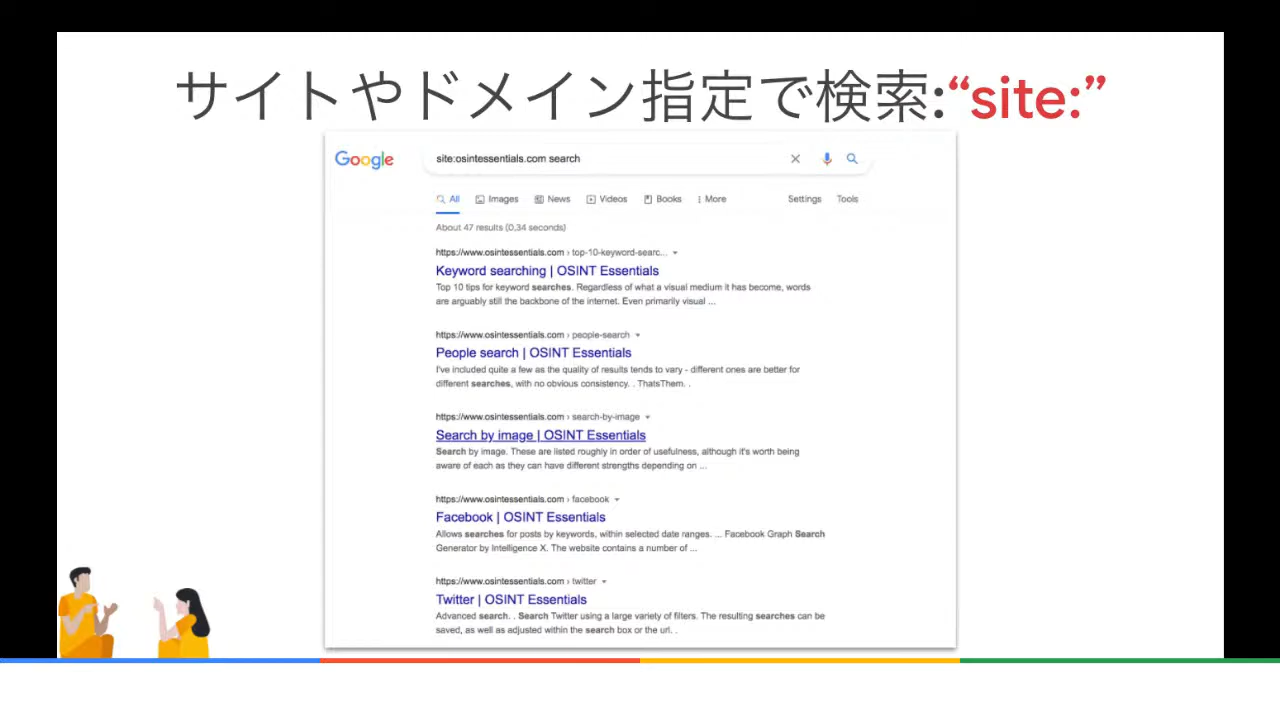 サイトやドメイン指定で検索:“site:”
Google
site:osintessentials.com search
All Images News Videos Books More Settings Tools
About 47 results (0,34 seconds)
https://www.osintessentials.com › top-10-keyword-searc...
Keyword searching | OSINT Essentials
Top 10 tips for keyword searches. Regardless of what a visual medium it has become, words
are arguably still the backbone of the internet. Even primarily visual ...
https://www.osintessentials.com › people-search
People search | OSINT Essentials
I've included quite a few as the quality of results tends to vary - different ones are better for
different searches, with no obvious consistency. . ThatsThem. .
https://www.osintessentials.com › search-by-image
Search by image | OSINT Essentials
Search by image. These are listed roughly in order of usefulness, although it's worth being
aware of each as they can have different strengths depending on ...
https://www.osintessentials.com › facebook
Facebook | OSINT Essentials
Allows searches for posts by keywords, within selected date ranges. ... Facebook Graph Search
Generator by Intelligence X. The website contains a number of ...
https://www.osintessentials.com › twitter
Twitter | OSINT Essentials
Advanced search. . Search Twitter using a large variety of filters. The resulting searches can be
saved, as well as adjusted within the search box or the url. .